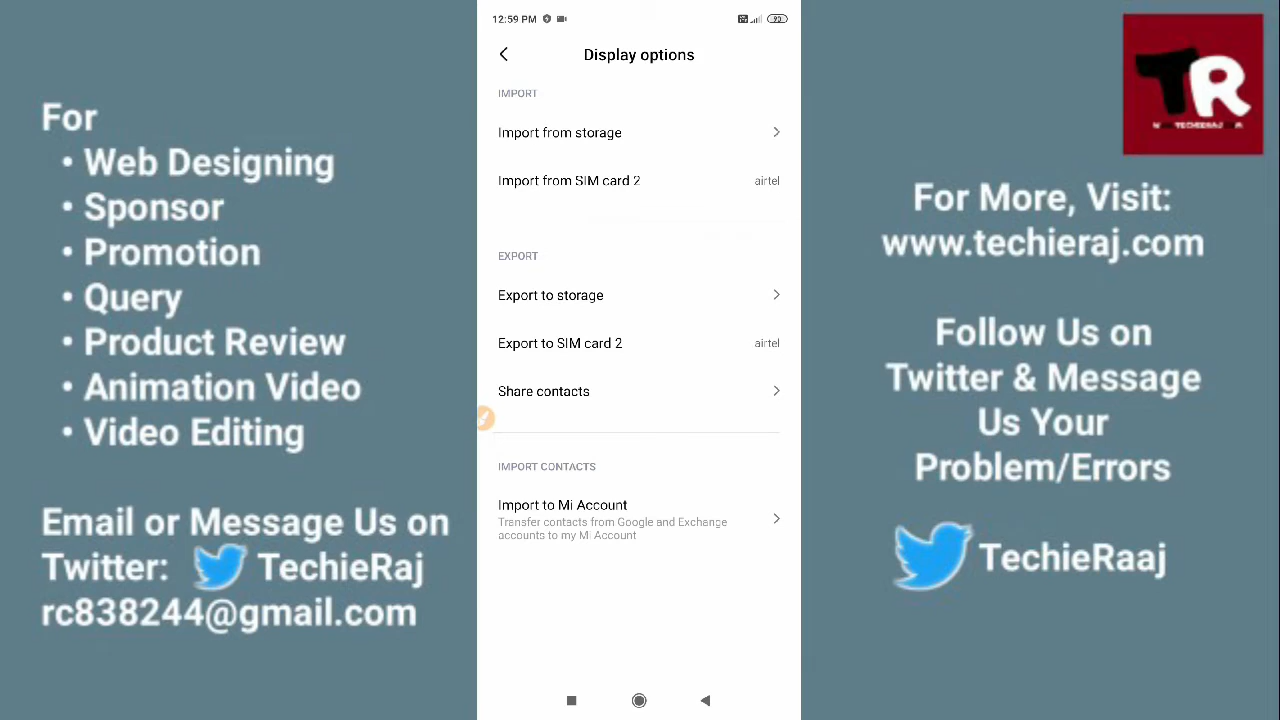 For
• Web Designing
• Sponsor
• Promotion
• Query
• Product Review
• Animation Video
• Video Editing
Email or Message Us on
Twitter: TechieRaj
rc838244@gmail.com
12:59 PM
90
Display options
IMPORT
Import from storage
Import from SIM card 2 airtel
EXPORT
Export to storage
Export to SIM card 2 airtel
Share contacts
IMPORT CONTACTS
Import to Mi Account
Transfer contacts from Google and Exchange
accounts to my Mi Account
TR
For More, Visit:
www.techieraj.com
Follow Us on
Twitter & Message
Us Your
Problem/Errors
TechieRaaj